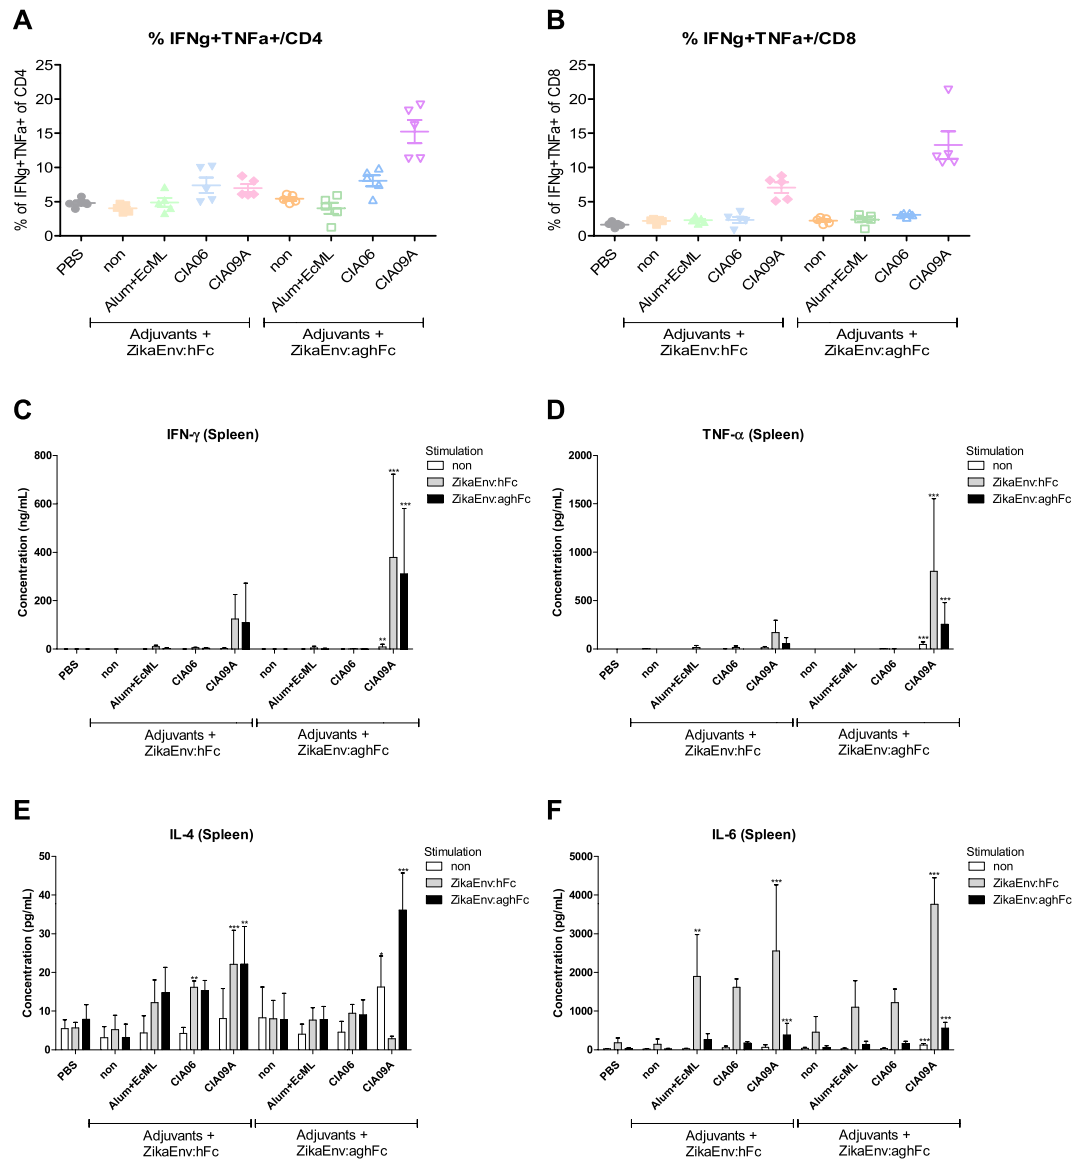 A
% IFNg+TNFa+/CD4
% of IFNg+TNFa+ of CD4
25
20
15
10
5
0
PBS
non
Alum+EcML
CIA06
CIA09A
non
Alum+EcML
CIA06
CIA09A
Adjuvants +
ZikaEnv:hFc
Adjuvants +
ZikaEnv:aghFc
B
% IFNg+TNFa+/CD8
% of IFNg+TNFa+ of CD8
25
20
15
10
5
0
PBS
non
Alum+EcML
CIA06
CIA09A
non
Alum+EcML
CIA06
CIA09A
Adjuvants +
ZikaEnv:hFc
Adjuvants +
ZikaEnv:aghFc
C
IFN-γ (Spleen)
Concentration (ng/mL)
800
600
400
200
0
**
***
***
Stimulation
non
ZikaEnv:hFc
ZikaEnv:aghFc
PBS
non
Alum+EcML
CIA06
CIA09A
non
Alum+EcML
CIA06
CIA09A
Adjuvants +
ZikaEnv:hFc
Adjuvants +
ZikaEnv:aghFc
D
TNF-α (Spleen)
Concentration (pg/mL)
2000
1500
1000
500
0
***
***
***
Stimulation
non
ZikaEnv:hFc
ZikaEnv:aghFc
PBS
non
Alum+EcML
CIA06
CIA09A
non
Alum+EcML
CIA06
CIA09A
Adjuvants +
ZikaEnv:hFc
Adjuvants +
ZikaEnv:aghFc
E
IL-4 (Spleen)
Concentration (pg/mL)
50
40
30
20
10
0
**
***
**
*
***
Stimulation
non
ZikaEnv:hFc
ZikaEnv:aghFc
PBS
non
Alum+EcML
CIA06
CIA09A
non
Alum+EcML
CIA06
CIA09A
Adjuvants +
ZikaEnv:hFc
Adjuvants +
ZikaEnv:aghFc
F
IL-6 (Spleen)
Concentration (pg/mL)
5000
4000
3000
2000
1000
0
**
***
***
***
***
***
Stimulation
non
ZikaEnv:hFc
ZikaEnv:aghFc
PBS
non
Alum+EcML
CIA06
CIA09A
non
Alum+EcML
CIA06
CIA09A
Adjuvants +
ZikaEnv:hFc
Adjuvants +
ZikaEnv:aghFc